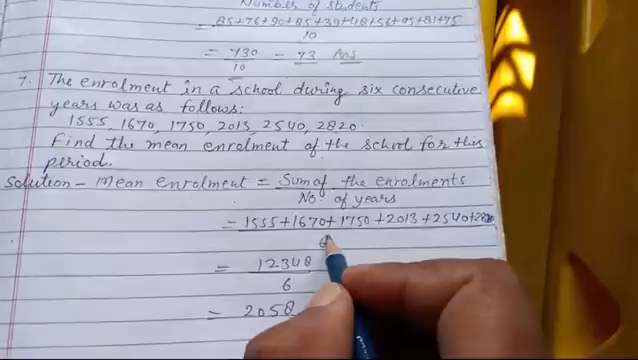 Number of students
= 85+76+90+85+39+48+56+95+81+75
10
= 730/10 = 73 Ans
7. The enrolment in a school during six consecutive
years was as follows:
1555, 1670, 1750, 2013, 2540, 2820.
Find the mean enrolment of the school for this
period.
Solution - Mean enrolment = Sum of the enrolments
No. of years
= 1555+1670+1750+2013+2540+2820
6
= 12348
6
= 2058